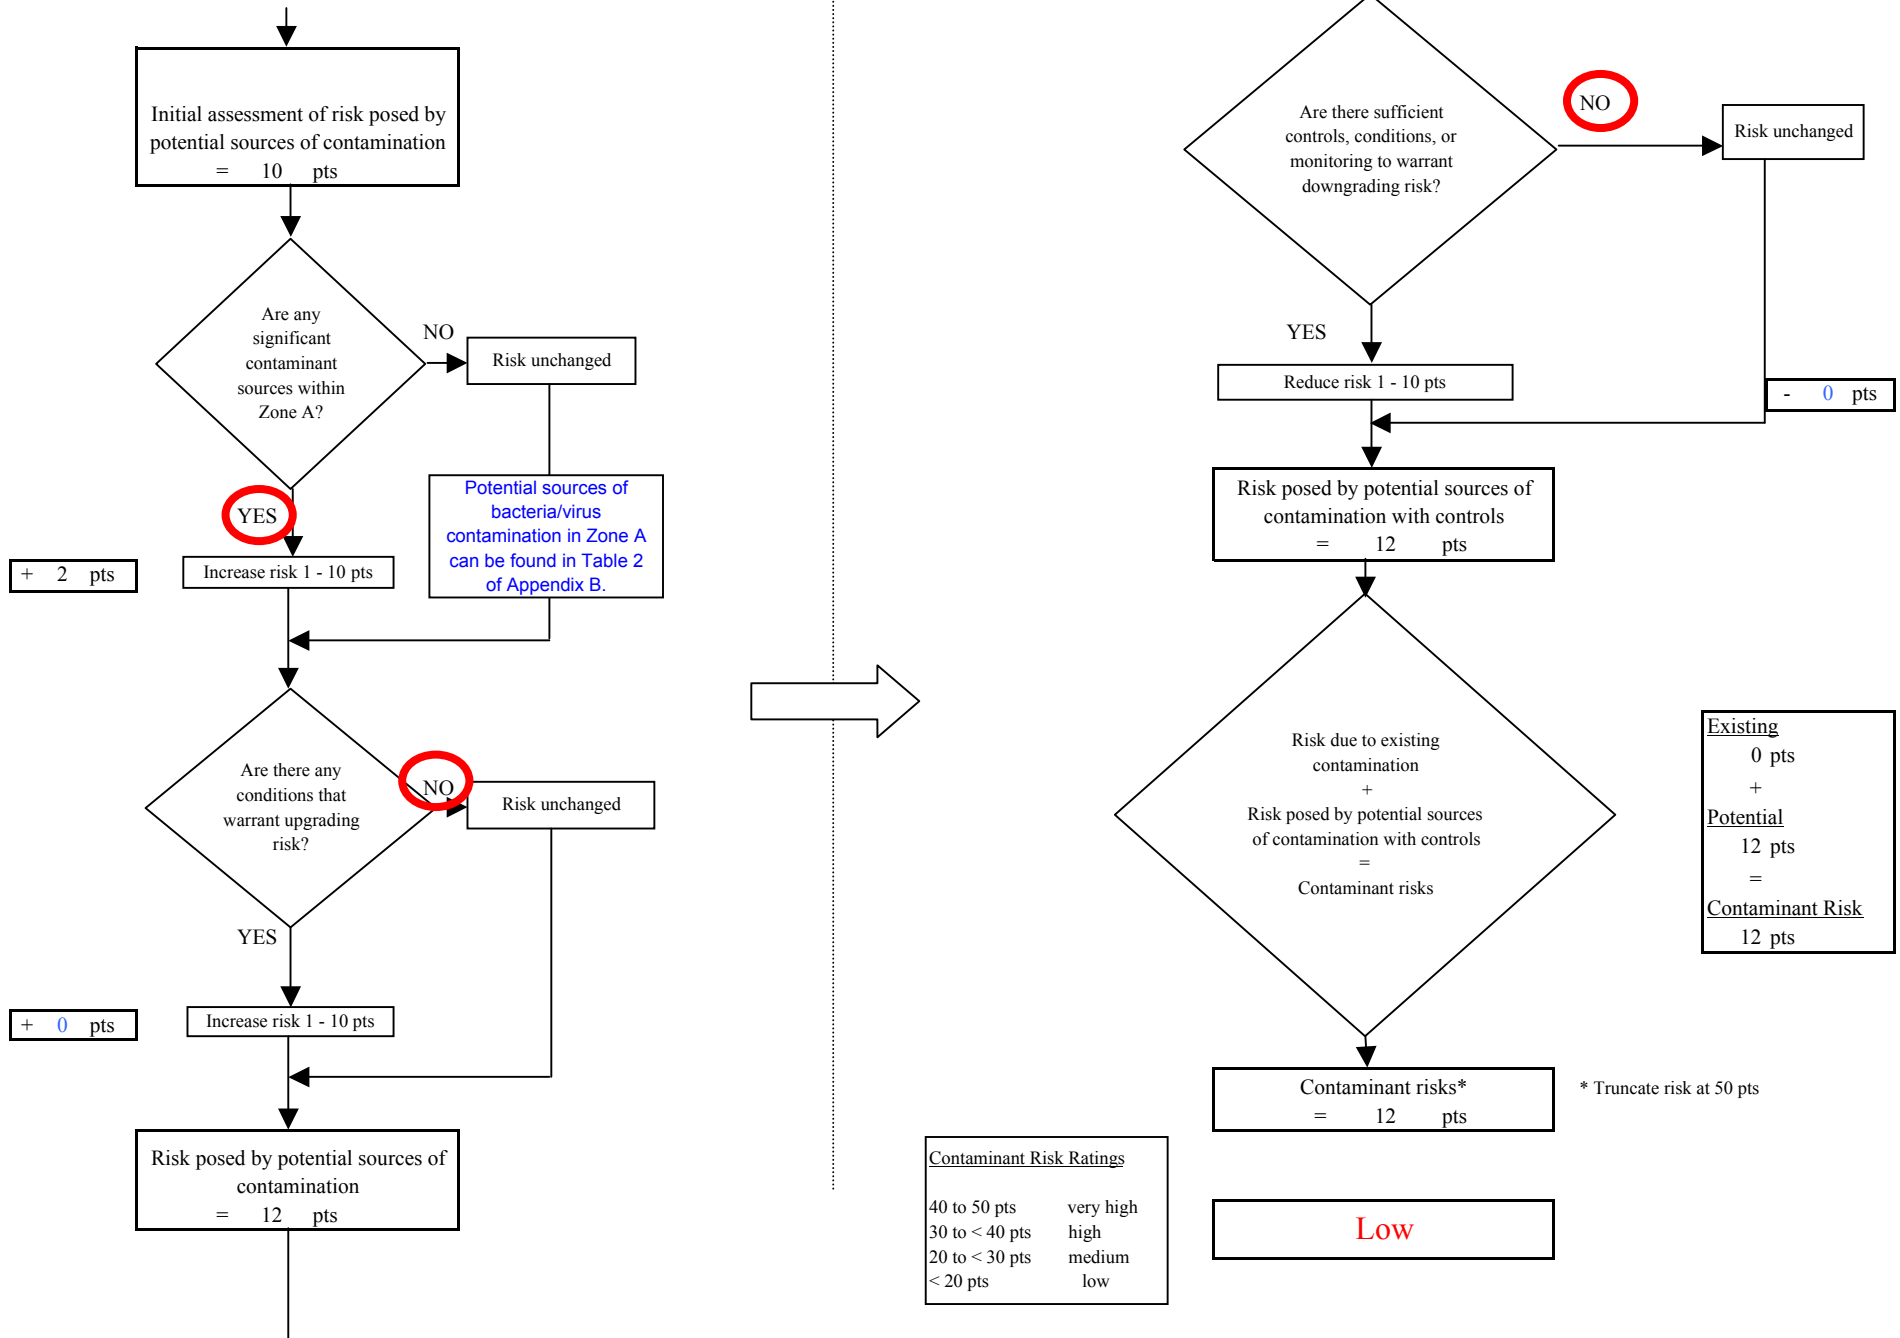 Initial assessment of risk posed by
potential sources of contamination
= 10 pts
Are any
significant
contaminant
sources within
Zone A?
NO
Risk unchanged
YES
Potential sources of
bacteria/virus
contamination in Zone A
can be found in Table 2
of Appendix B.
+ 2 pts
Increase risk 1 - 10 pts
Are there any
conditions that
warrant upgrading
risk?
NO
Risk unchanged
YES
+ 0 pts
Increase risk 1 - 10 pts
Risk posed by potential sources of
contamination
= 12 pts
Are there sufficient
controls, conditions, or
monitoring to warrant
downgrading risk?
NO
Risk unchanged
YES
Reduce risk 1 - 10 pts
- 0 pts
Risk posed by potential sources of
contamination with controls
= 12 pts
Risk due to existing
contamination
+
Risk posed by potential sources
of contamination with controls
=
Contaminant risks
Existing
0 pts
+
Potential
12 pts
=
Contaminant Risk
12 pts
Contaminant risks*
= 12 pts
* Truncate risk at 50 pts
Contaminant Risk Ratings
40 to 50 pts very high
30 to < 40 pts high
20 to < 30 pts medium
< 20 pts low
Low